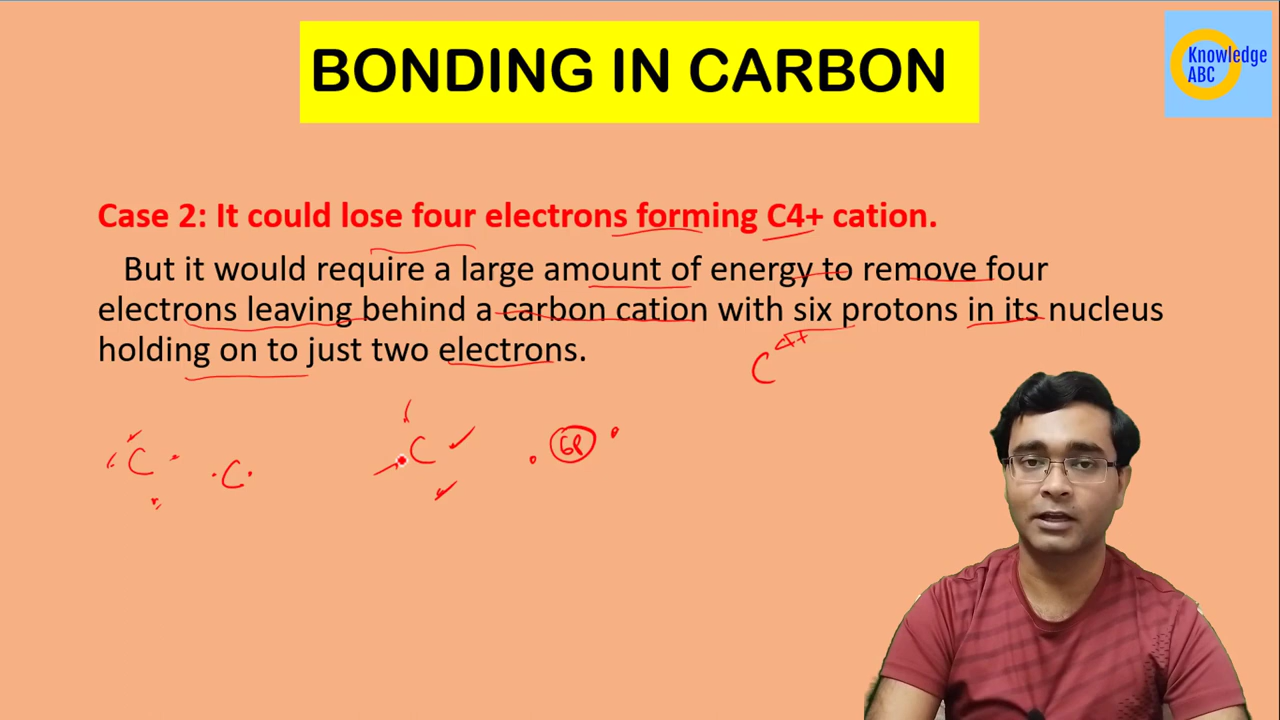 BONDING IN CARBON
Knowledge
ABC
Case 2: It could lose four electrons forming C4+ cation.
But it would require a large amount of energy to remove four
electrons leaving behind a carbon cation with six protons in its nucleus
holding on to just two electrons.
C4+
C
C
C